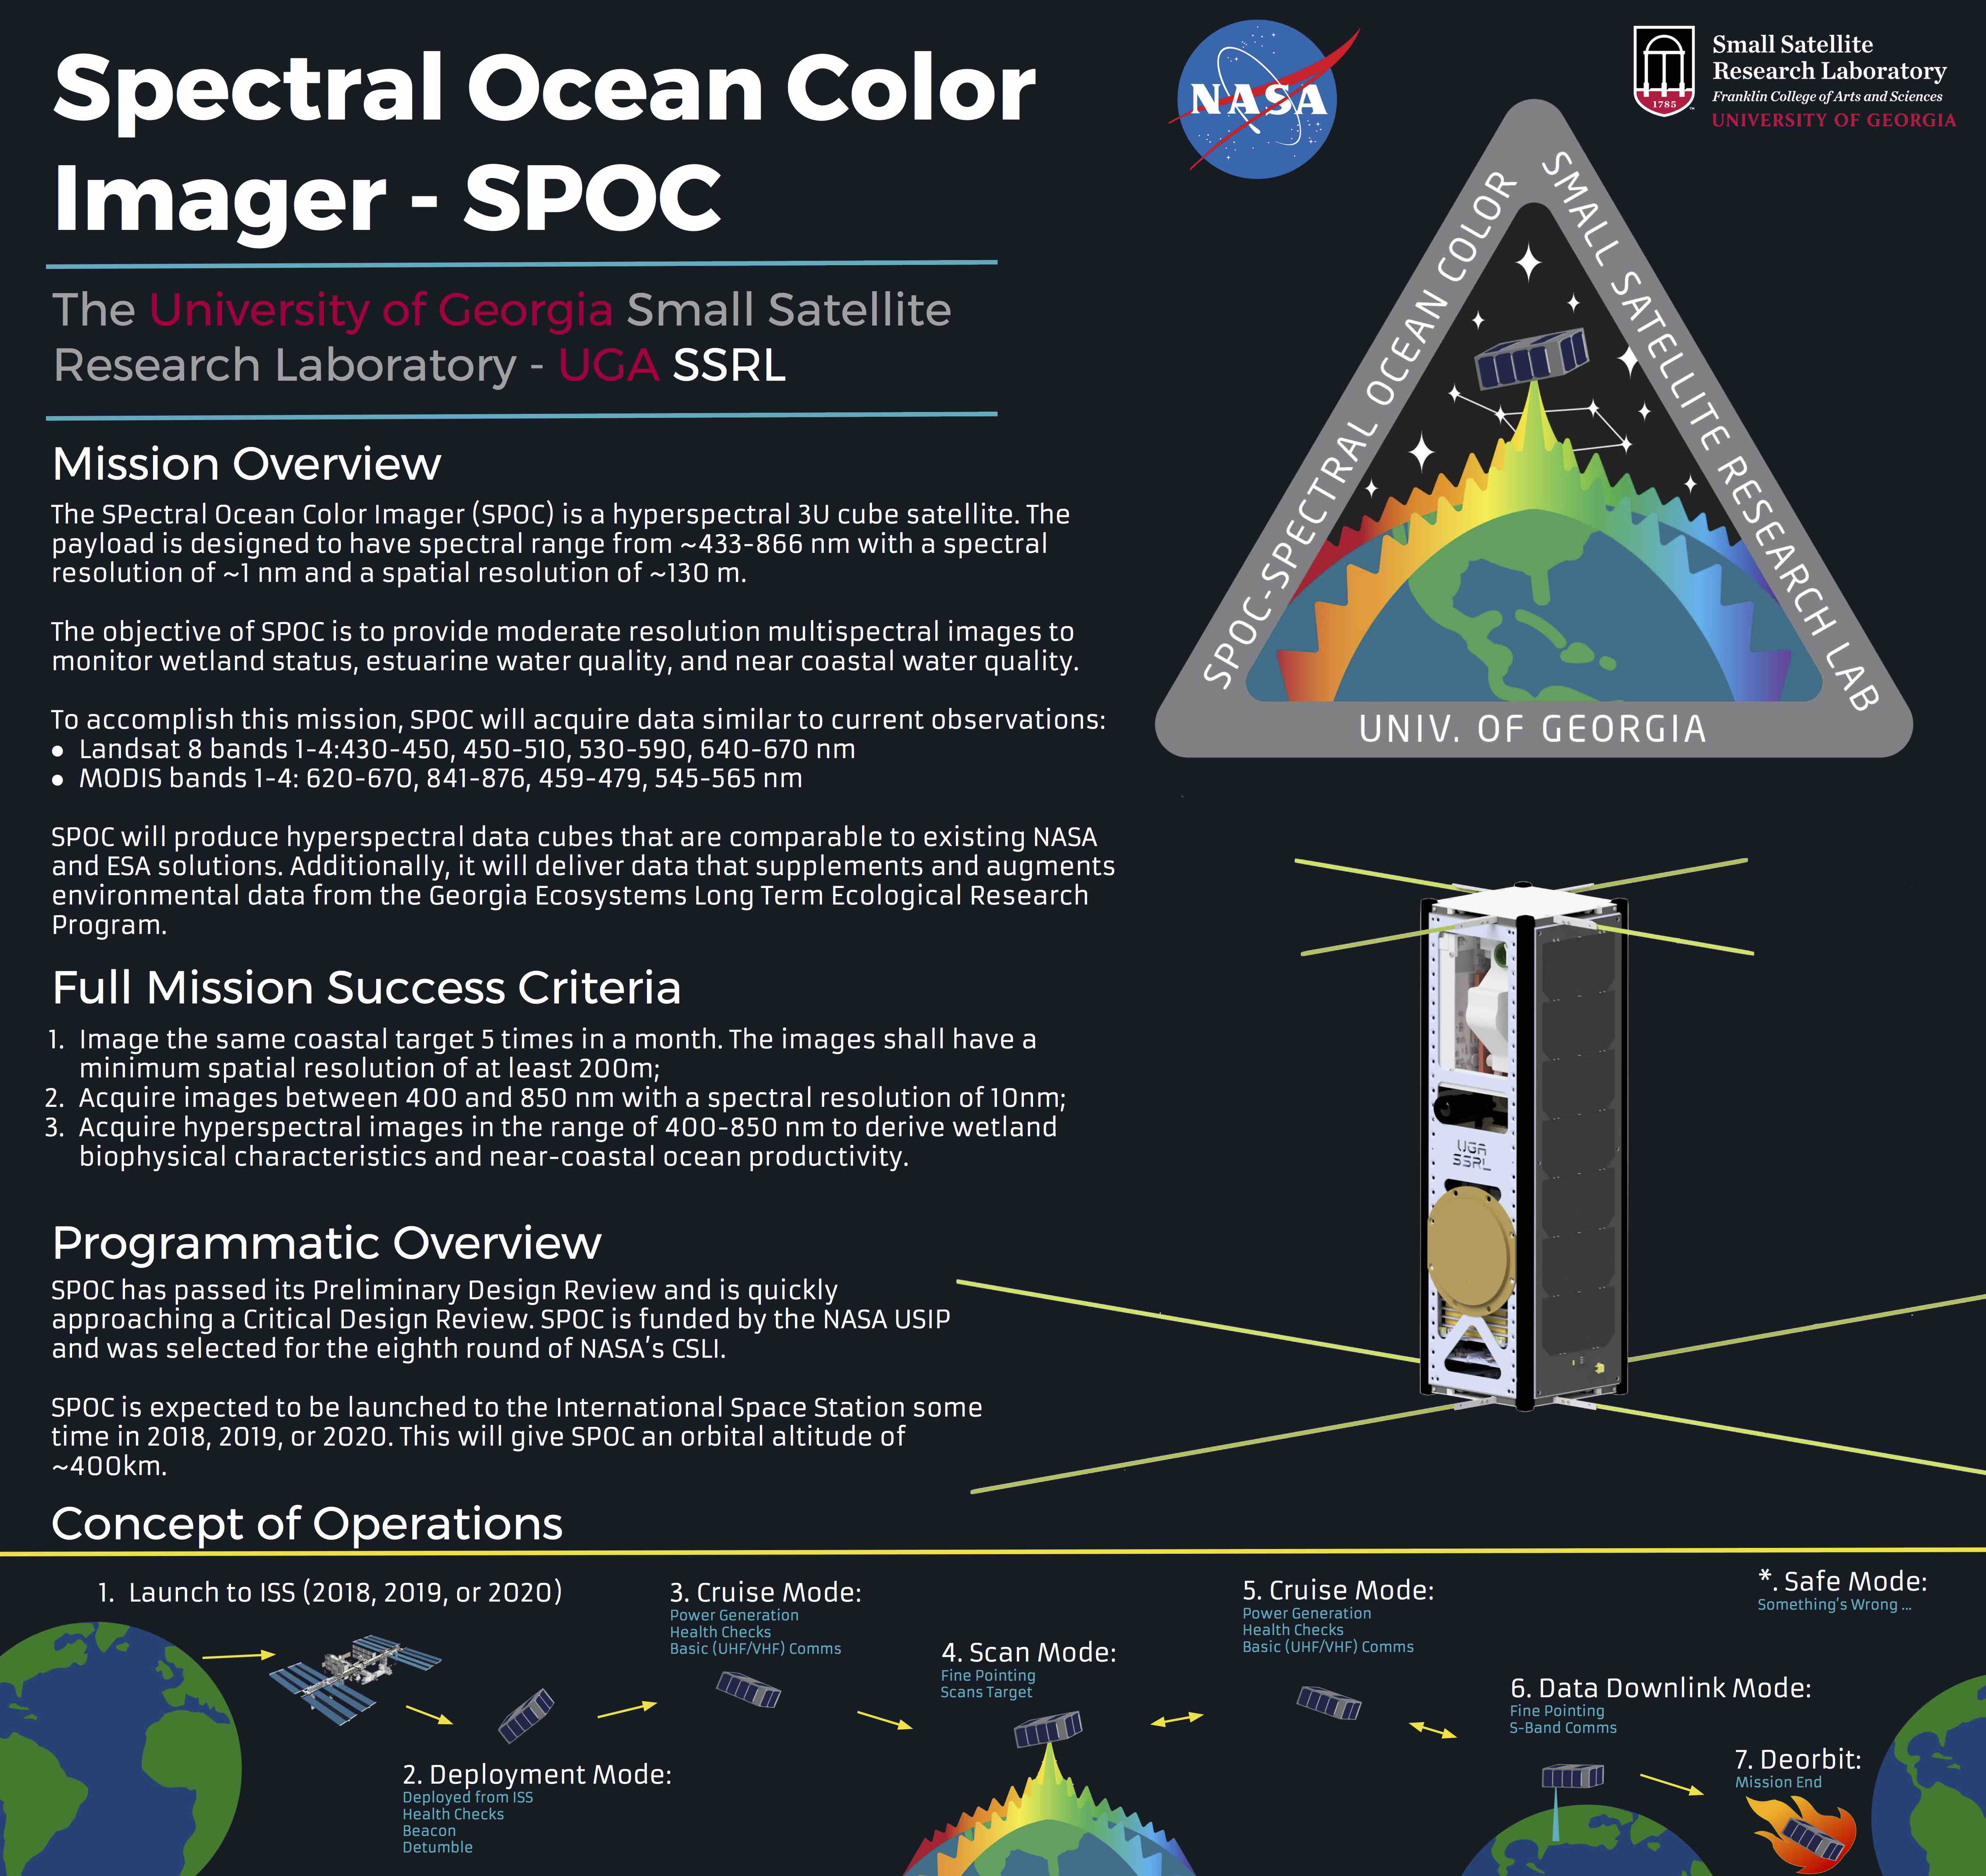 Spectral Ocean Color
Imager - SPOC
NASA
Small Satellite
Research Laboratory
Franklin College of Arts and Sciences
UNIVERSITY OF GEORGIA
1785
The University of Georgia Small Satellite
Research Laboratory - UGA SSRL
SPOC-SPECTRAL OCEAN COLOR
SMALL SATELLITE RESEARCH LAB
UNIV. OF GEORGIA
Mission Overview
The SPectral Ocean Color Imager (SPOC) is a hyperspectral 3U cube satellite. The
payload is designed to have spectral range from ~433-866 nm with a spectral
resolution of ~1 nm and a spatial resolution of ~130 m.
The objective of SPOC is to provide moderate resolution multispectral images to
monitor wetland status, estuarine water quality, and near coastal water quality.
To accomplish this mission, SPOC will acquire data similar to current observations:
● Landsat 8 bands 1-4:430-450, 450-510, 530-590, 640-670 nm
● MODIS bands 1-4: 620-670, 841-876, 459-479, 545-565 nm
SPOC will produce hyperspectral data cubes that are comparable to existing NASA
and ESA solutions. Additionally, it will deliver data that supplements and augments
environmental data from the Georgia Ecosystems Long Term Ecological Research
Program.
Full Mission Success Criteria
1. Image the same coastal target 5 times in a month. The images shall have a
minimum spatial resolution of at least 200m;
2. Acquire images between 400 and 850 nm with a spectral resolution of 10nm;
3. Acquire hyperspectral images in the range of 400-850 nm to derive wetland
biophysical characteristics and near-coastal ocean productivity.
UGA
SSRL
Programmatic Overview
SPOC has passed its Preliminary Design Review and is quickly
approaching a Critical Design Review. SPOC is funded by the NASA USIP
and was selected for the eighth round of NASA's CSLI.
SPOC is expected to be launched to the International Space Station some
time in 2018, 2019, or 2020. This will give SPOC an orbital altitude of
~400km.
Concept of Operations
1. Launch to ISS (2018, 2019, or 2020)
2. Deployment Mode:
Deployed from ISS
Health Checks
Beacon
Detumble
3. Cruise Mode:
Power Generation
Health Checks
Basic (UHF/VHF) Comms
4. Scan Mode:
Fine Pointing
Scans Target
5. Cruise Mode:
Power Generation
Health Checks
Basic (UHF/VHF) Comms
6. Data Downlink Mode:
Fine Pointing
S-Band Comms
7. Deorbit:
Mission End
*. Safe Mode:
Something's Wrong ...